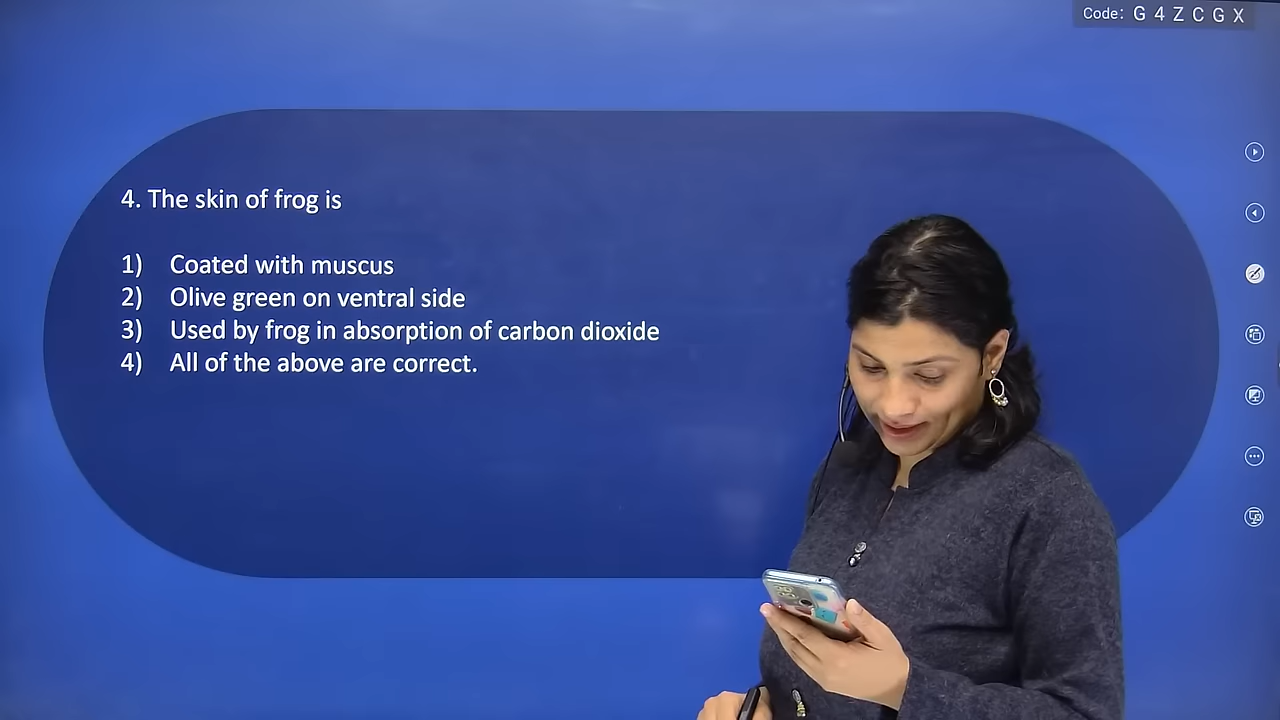 Code: G 4 Z C G X
4. The skin of frog is
1) Coated with muscus
2) Olive green on ventral side
3) Used by frog in absorption of carbon dioxide
4) All of the above are correct.